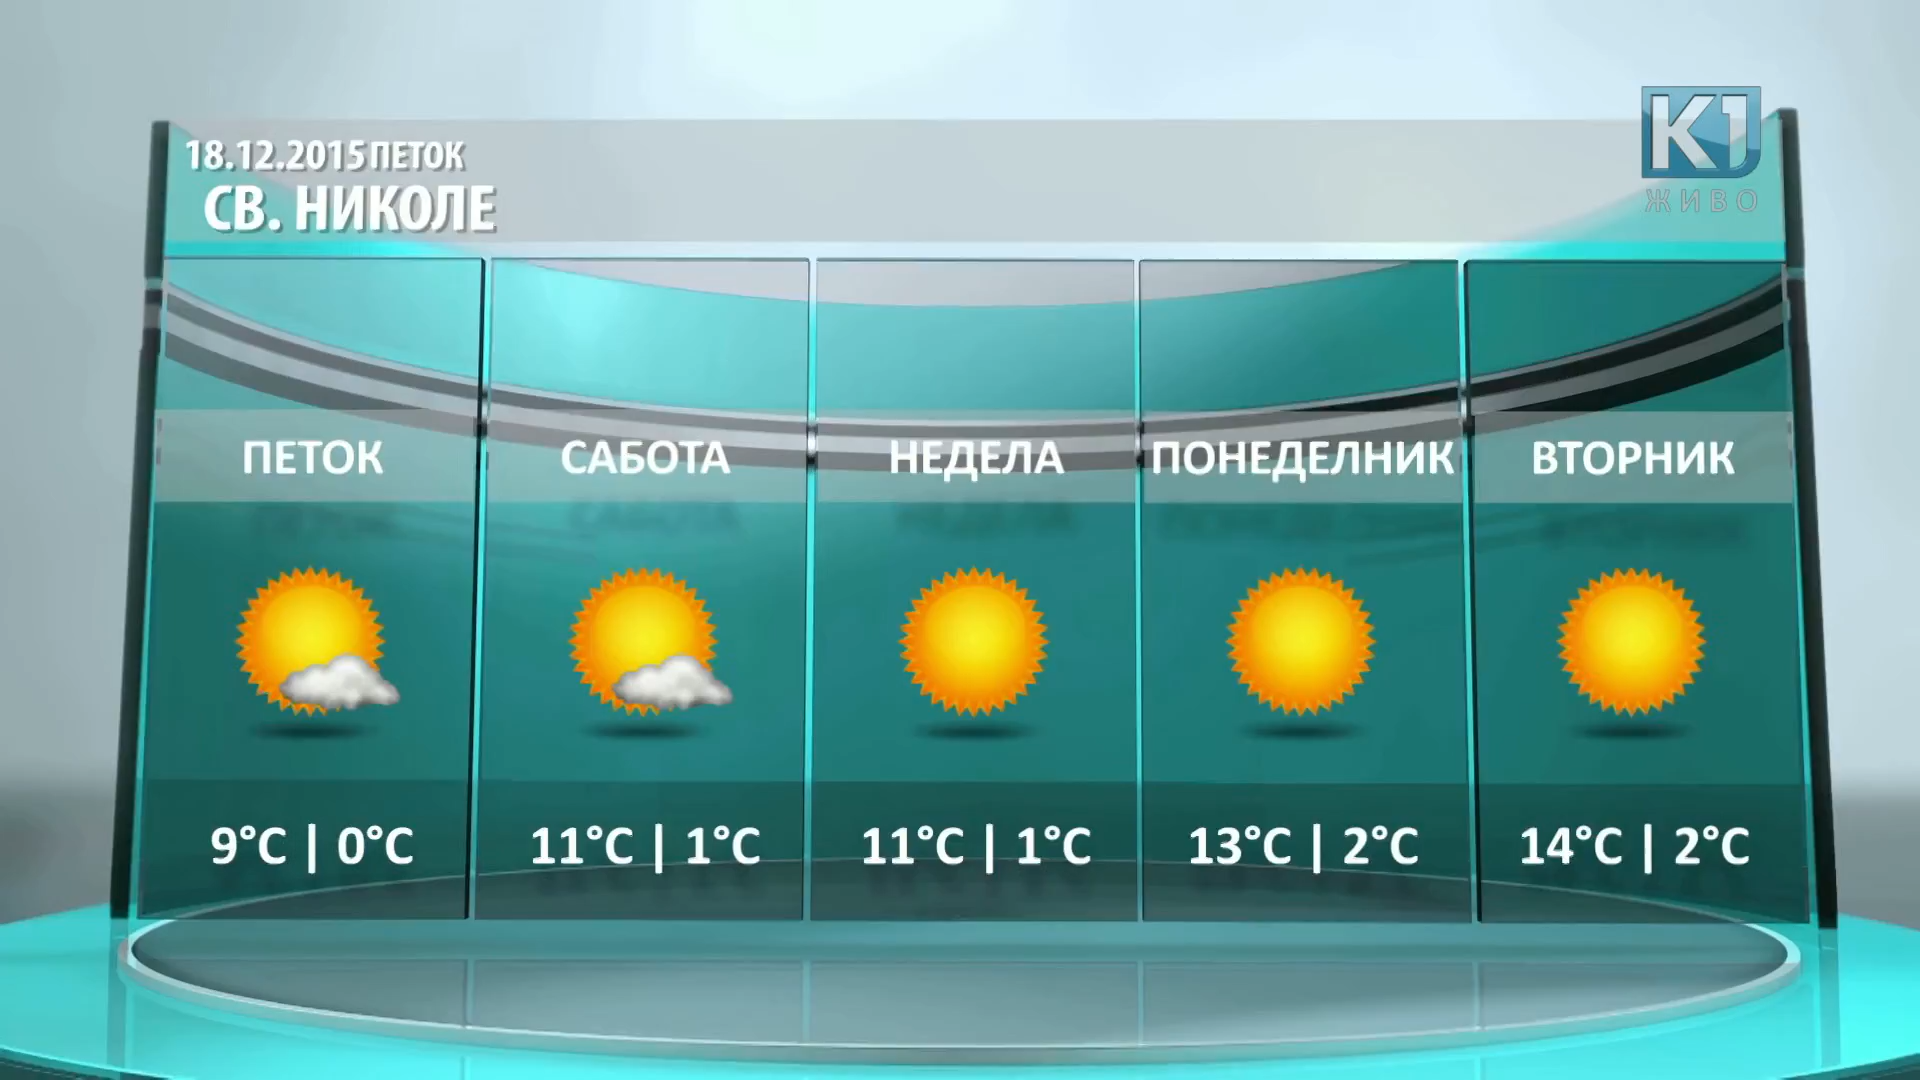 18.12.2015 ПЕТОК
СВ. НИКОЛЕ
K1
ЖИВО
ПЕТОК
САБОТА
НЕДЕЛА
ПОНЕДЕЛНИК
ВТОРНИК
9°C | 0°C
11°C | 1°C
11°C | 1°C
13°C | 2°C
14°C | 2°C